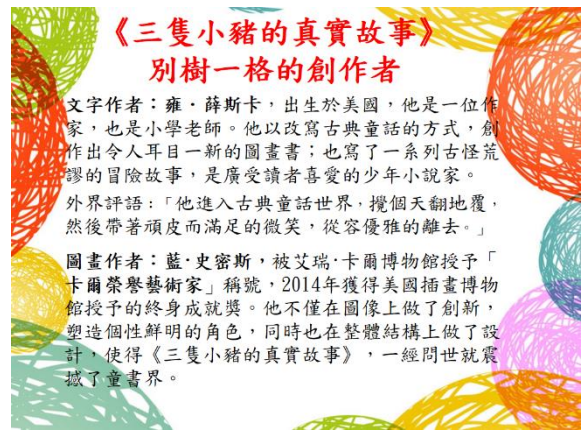 《三隻小豬的真實故事》
別樹一格的創作者
文字作者：雍·薛斯卡，出生於美國，他是一位作
家，也是小學老師。他以改寫古典童話的方式，創
作出令人耳目一新的圖畫書；也寫了一系列古怪荒
謬的冒險故事，是廣受讀者喜愛的少年小說家。
外界評語：「他進入古典童話世界，攪個天翻地覆，
然後帶著頑皮而滿足的微笑，從容優雅的離去。」
圖畫作者：藍·史密斯，被艾瑞·卡爾博物館授予「
卡爾榮譽藝術家」稱號，2014年獲得美國插畫博物
館授予的終身成就獎。他不僅在圖像上做了創新，
塑造個性鮮明的角色，同時也在整體結構上做了設
計，使得《三隻小豬的真實故事》，一經問世就震
撼了童書界。